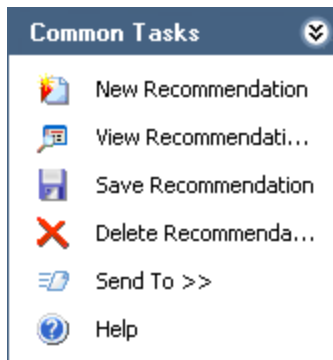 Common Tasks
New Recommendation
View Recommendati...
Save Recommendation
Delete Recommenda...
Send To >>
Help